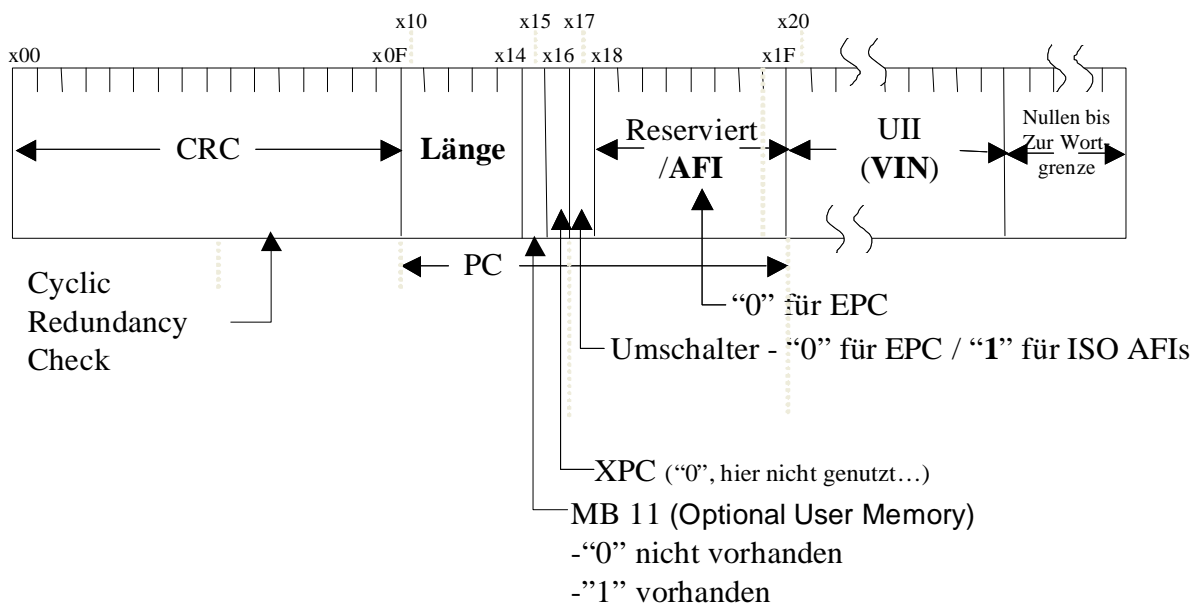 x10 x15 x17 x20
x00 x0F x14 x16 x18 x1F
CRC
Länge
Reserviert
/AFI
UII
(VIN)
Nullen bis
Zur Wort-
grenze
PC
Cyclic
Redundancy
Check
“0” für EPC
Umschalter - “0” für EPC / “1” für ISO AFIs
XPC (“0”, hier nicht genutzt…)
MB 11 (Optional User Memory)
-“0” nicht vorhanden
-”1” vorhanden